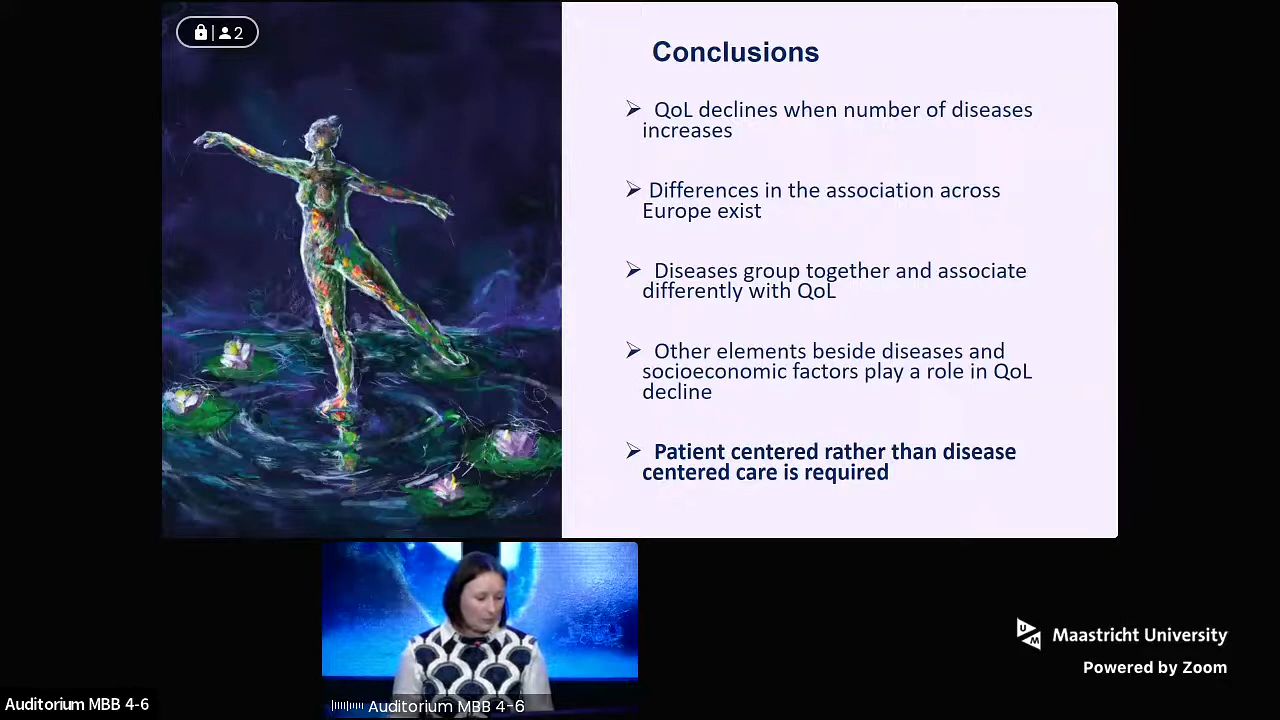 2
Conclusions
➢ QoL declines when number of diseases
increases
➢ Differences in the association across
Europe exist
➢ Diseases group together and associate
differently with QoL
➢ Other elements beside diseases and
socioeconomic factors play a role in QoL
decline
➢ Patient centered rather than disease
centered care is required
UM Maastricht University
Powered by Zoom
Auditorium MBB 4-6
Auditorium MBB 4-6